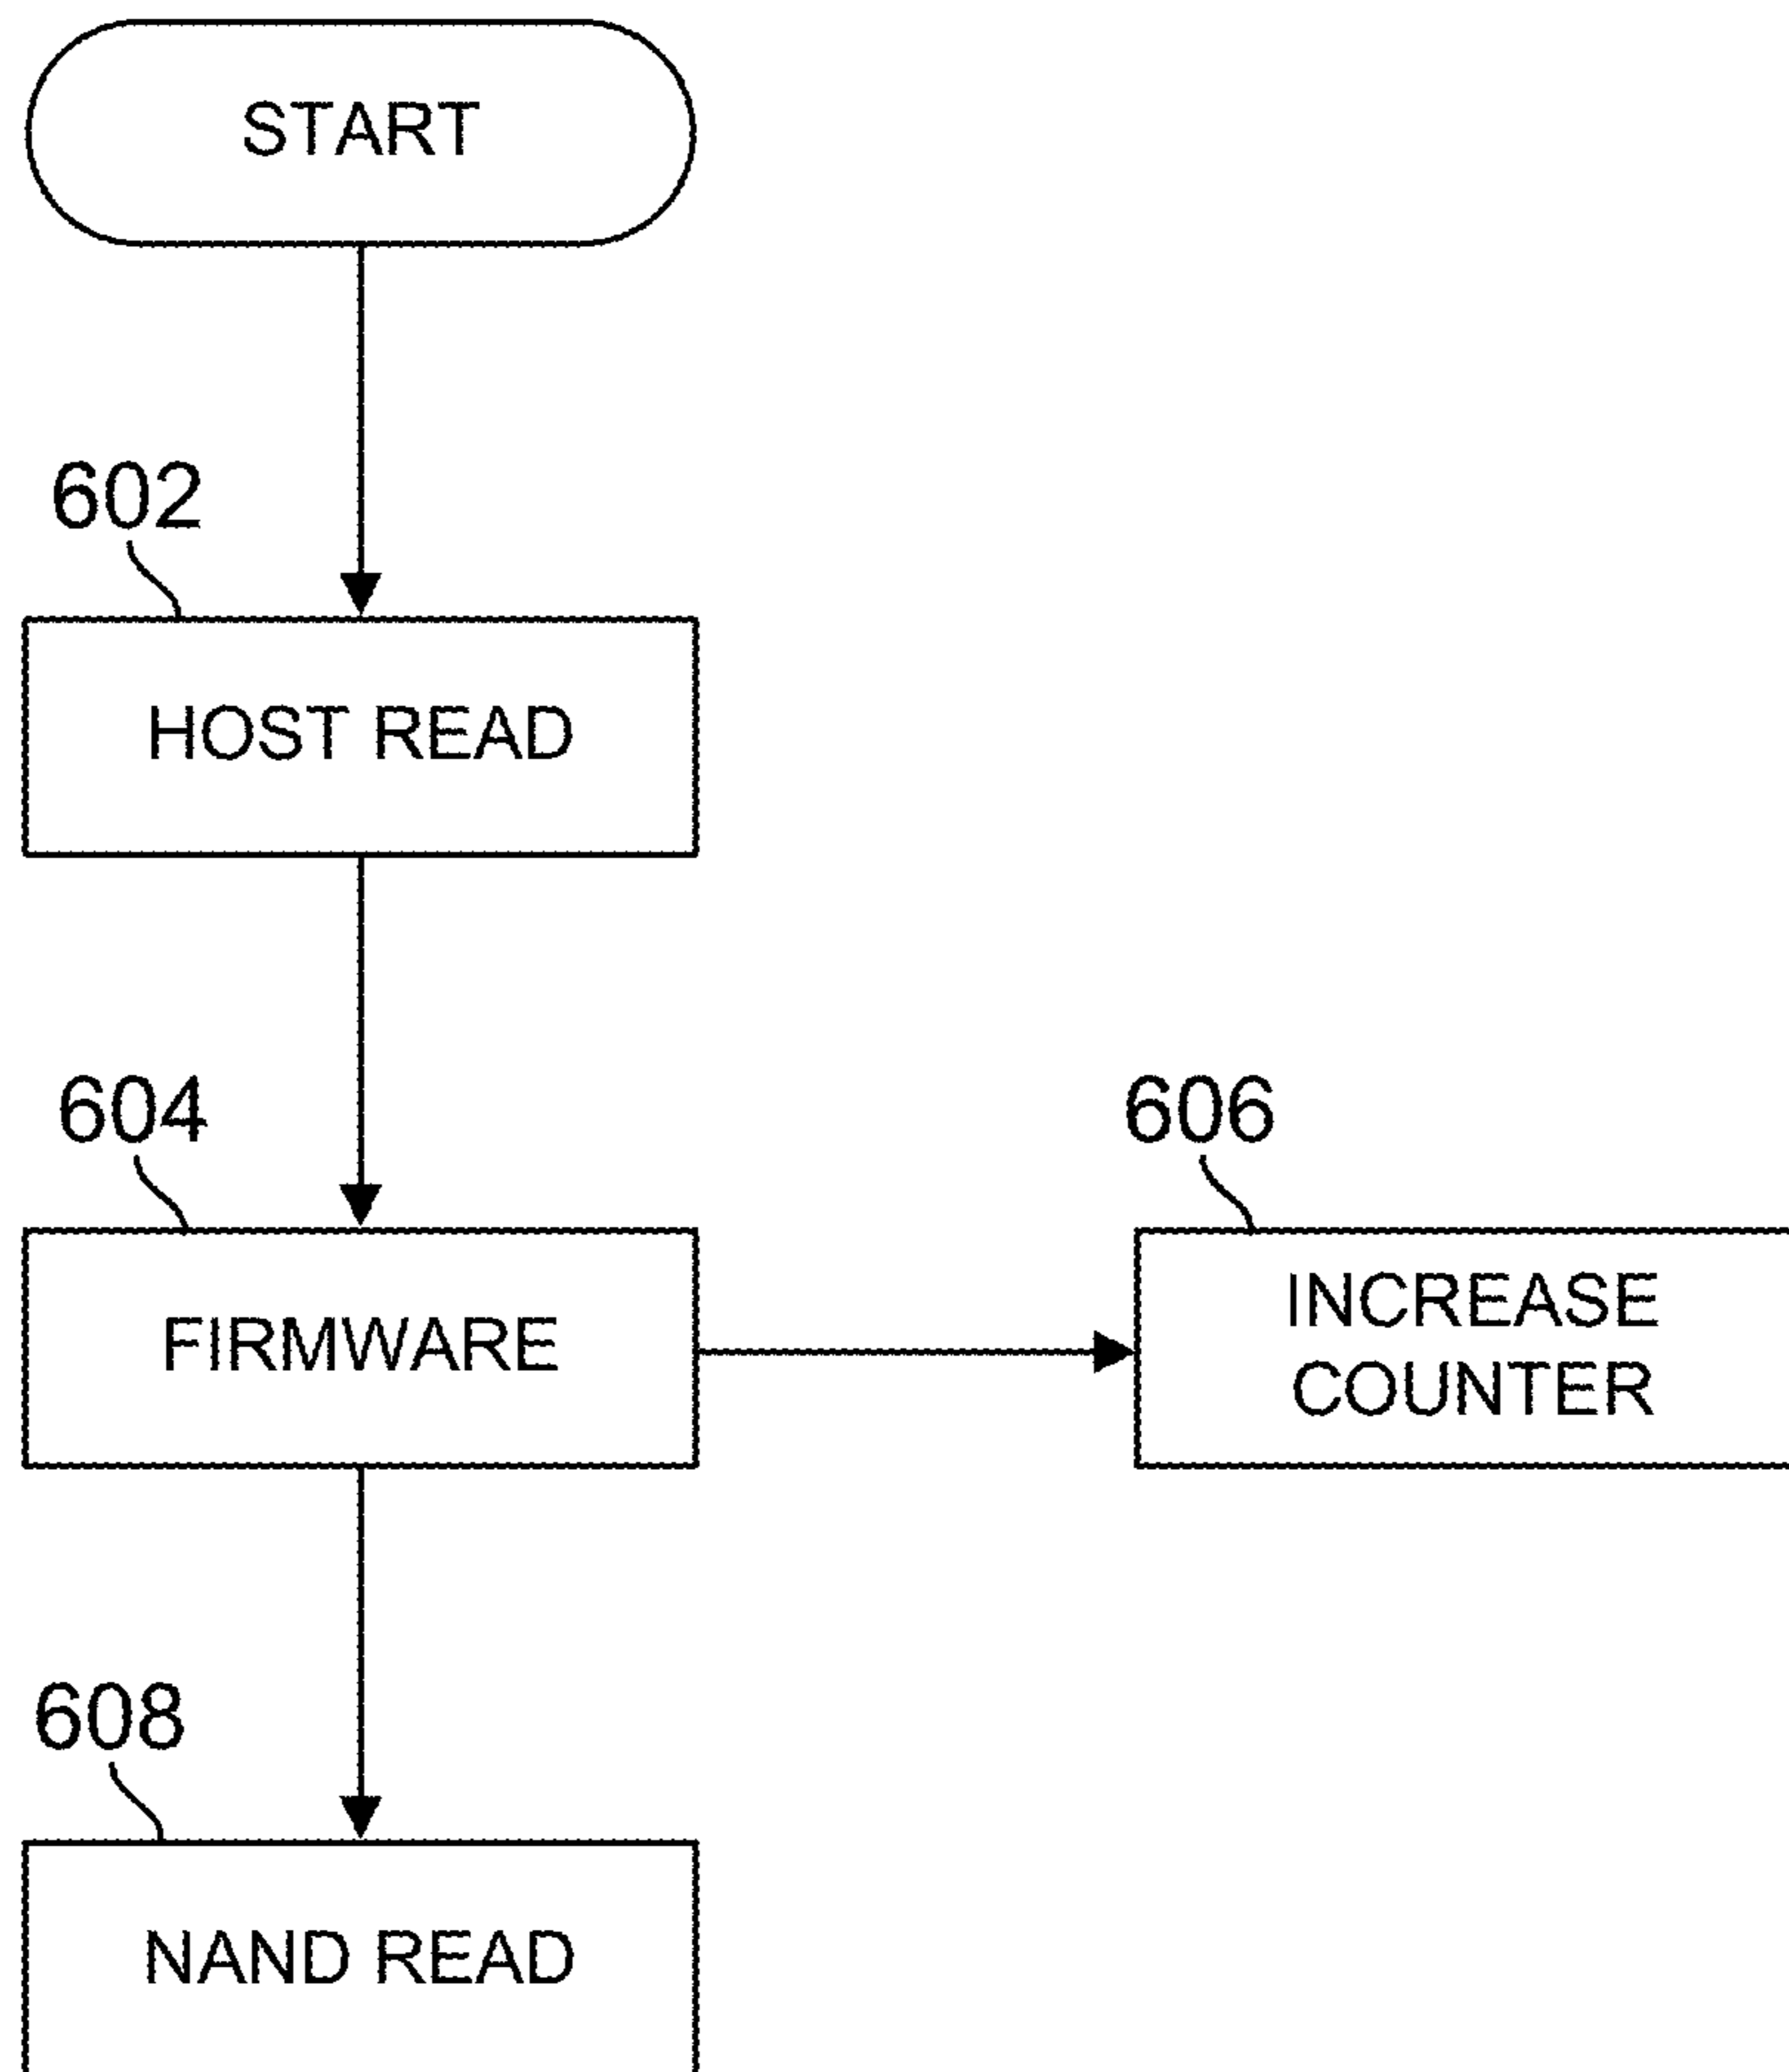 START
602
HOST READ
604
606
FIRMWARE
INCREASE
COUNTER
608
NAND READ